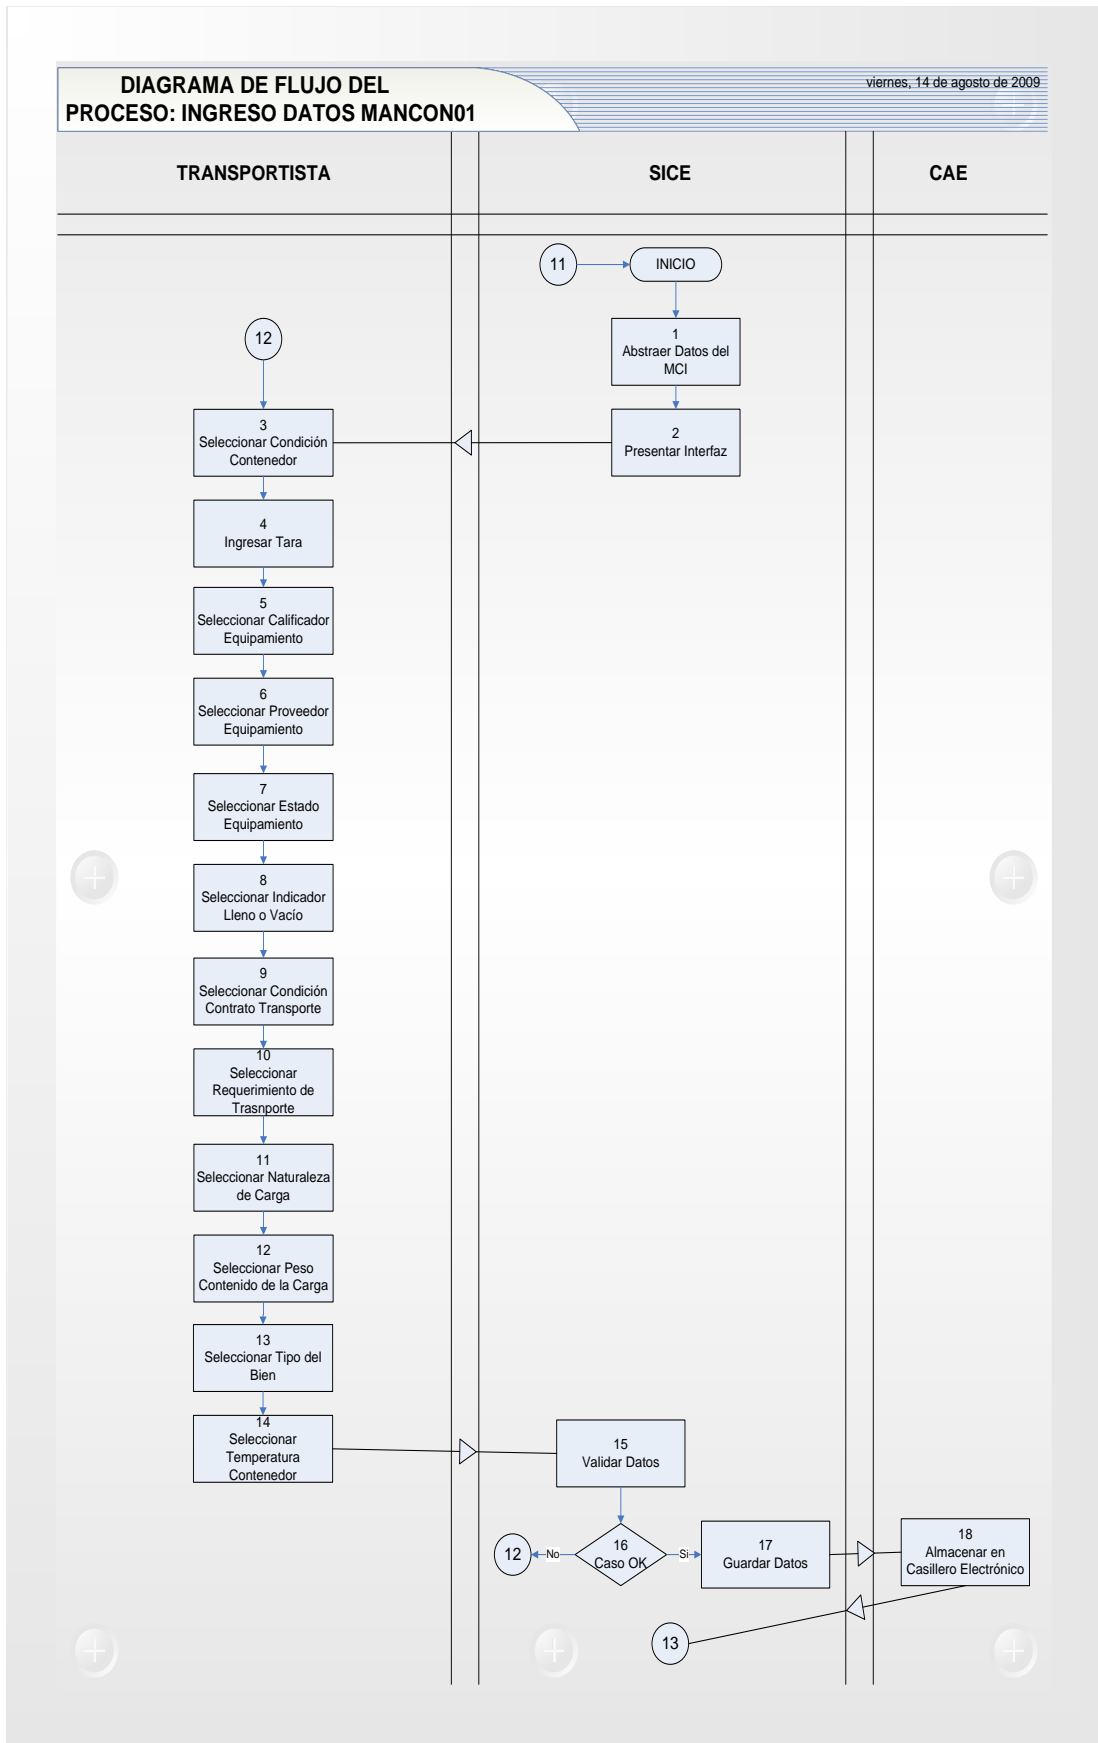 DIAGRAMA DE FLUJO DEL
PROCESO: INGRESO DATOS MANCON01
viernes, 14 de agosto de 2009
TRANSPORTISTA
SICE
CAE
11
INICIO
12
1
Abstraer Datos del
MCI
3
Seleccionar Condición
Contenedor
2
Presentar Interfaz
4
Ingresar Tara
5
Seleccionar Calificador
Equipamiento
6
Seleccionar Proveedor
Equipamiento
7
Seleccionar Estado
Equipamiento
8
Seleccionar Indicador
Lleno o Vacío
9
Seleccionar Condición
Contrato Transporte
10
Seleccionar
Requerimiento de
Trasnporte
11
Seleccionar Naturaleza
de Carga
12
Seleccionar Peso
Contenido de la Carga
13
Seleccionar Tipo del
Bien
14
Seleccionar
Temperatura
Contenedor
15
Validar Datos
12
No
16
Caso OK
Si
17
Guardar Datos
18
Almacenar en
Casillero Electrónico
13